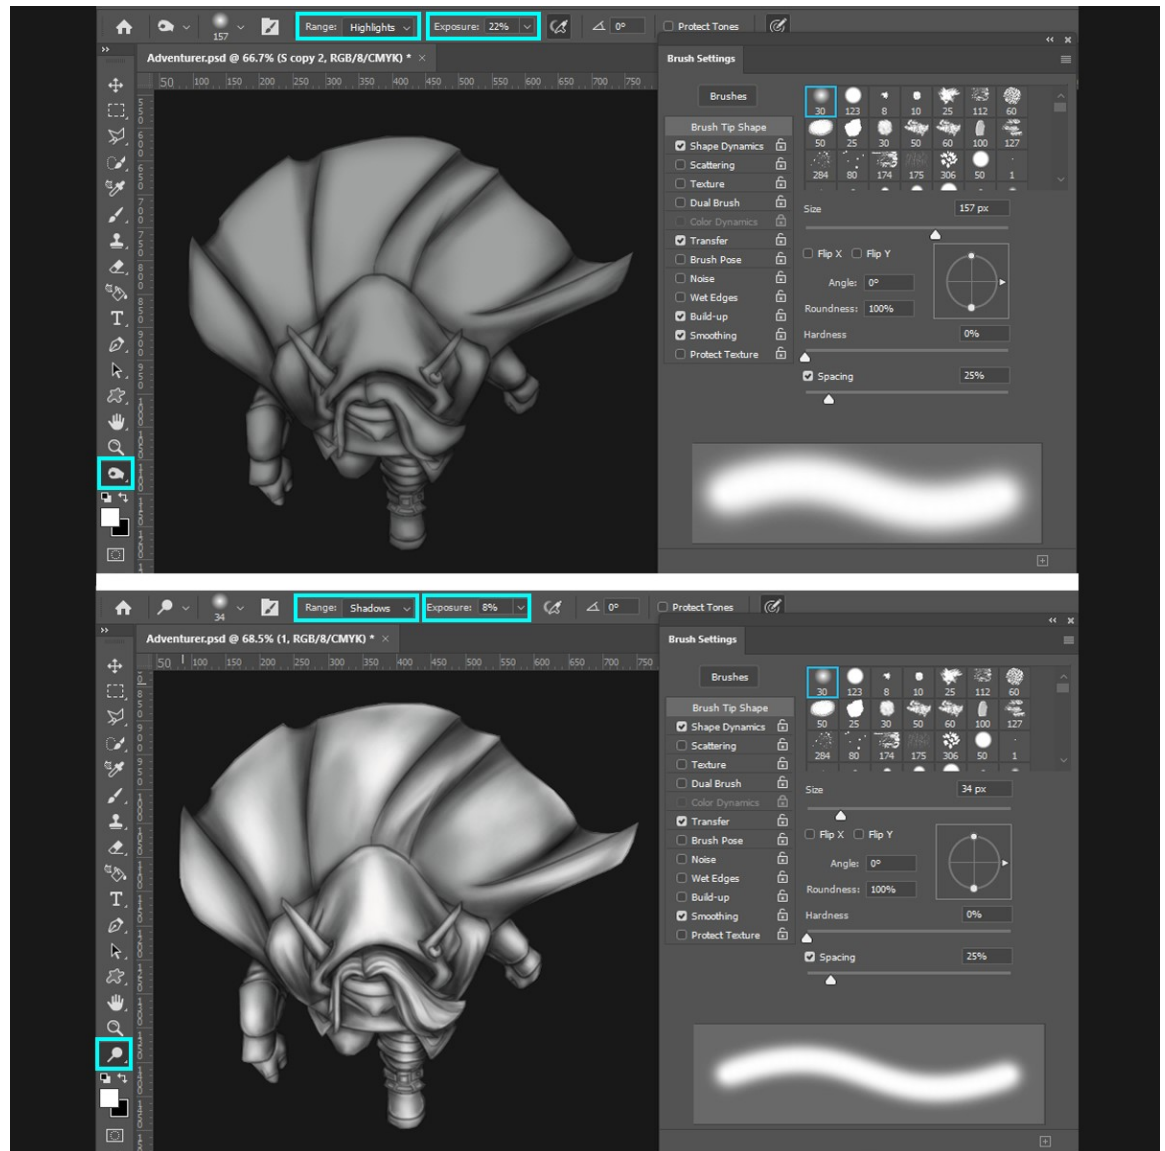 157 Range: Highlights Exposure: 22% 0° Protect Tones
Adventurer.psd @ 66.7% (S copy 2, RGB/8/CMYK) * ×
50 100 150 200 250 300 350 400 450 500 550 600 650 700 750
Brush Settings
Brushes
30 123 8 10 25 112 60
Brush Tip Shape
50 25 30 50 60 100 127
Shape Dynamics
Scattering
284 80 174 175 306 50 1
Texture
Dual Brush
Size 157 px
Color Dynamics
Transfer
Flip X Flip Y
Brush Pose
Noise
Angle: 0°
Wet Edges
Roundness: 100%
Build-up
Smoothing
Hardness 0%
Protect Texture
Spacing 25%
34 Range: Shadows Exposure: 8% 0° Protect Tones
Adventurer.psd @ 68.5% (1, RGB/8/CMYK) * ×
50 100 150 200 250 300 350 400 450 500 550 600 650 700 750
Brush Settings
Brushes
30 123 8 10 25 112 60
Brush Tip Shape
50 25 30 50 60 100 127
Shape Dynamics
Scattering
284 80 174 175 306 50 1
Texture
Dual Brush
Size 34 px
Color Dynamics
Transfer
Flip X Flip Y
Brush Pose
Noise
Angle: 0°
Wet Edges
Roundness: 100%
Build-up
Smoothing
Hardness 0%
Protect Texture
Spacing 25%